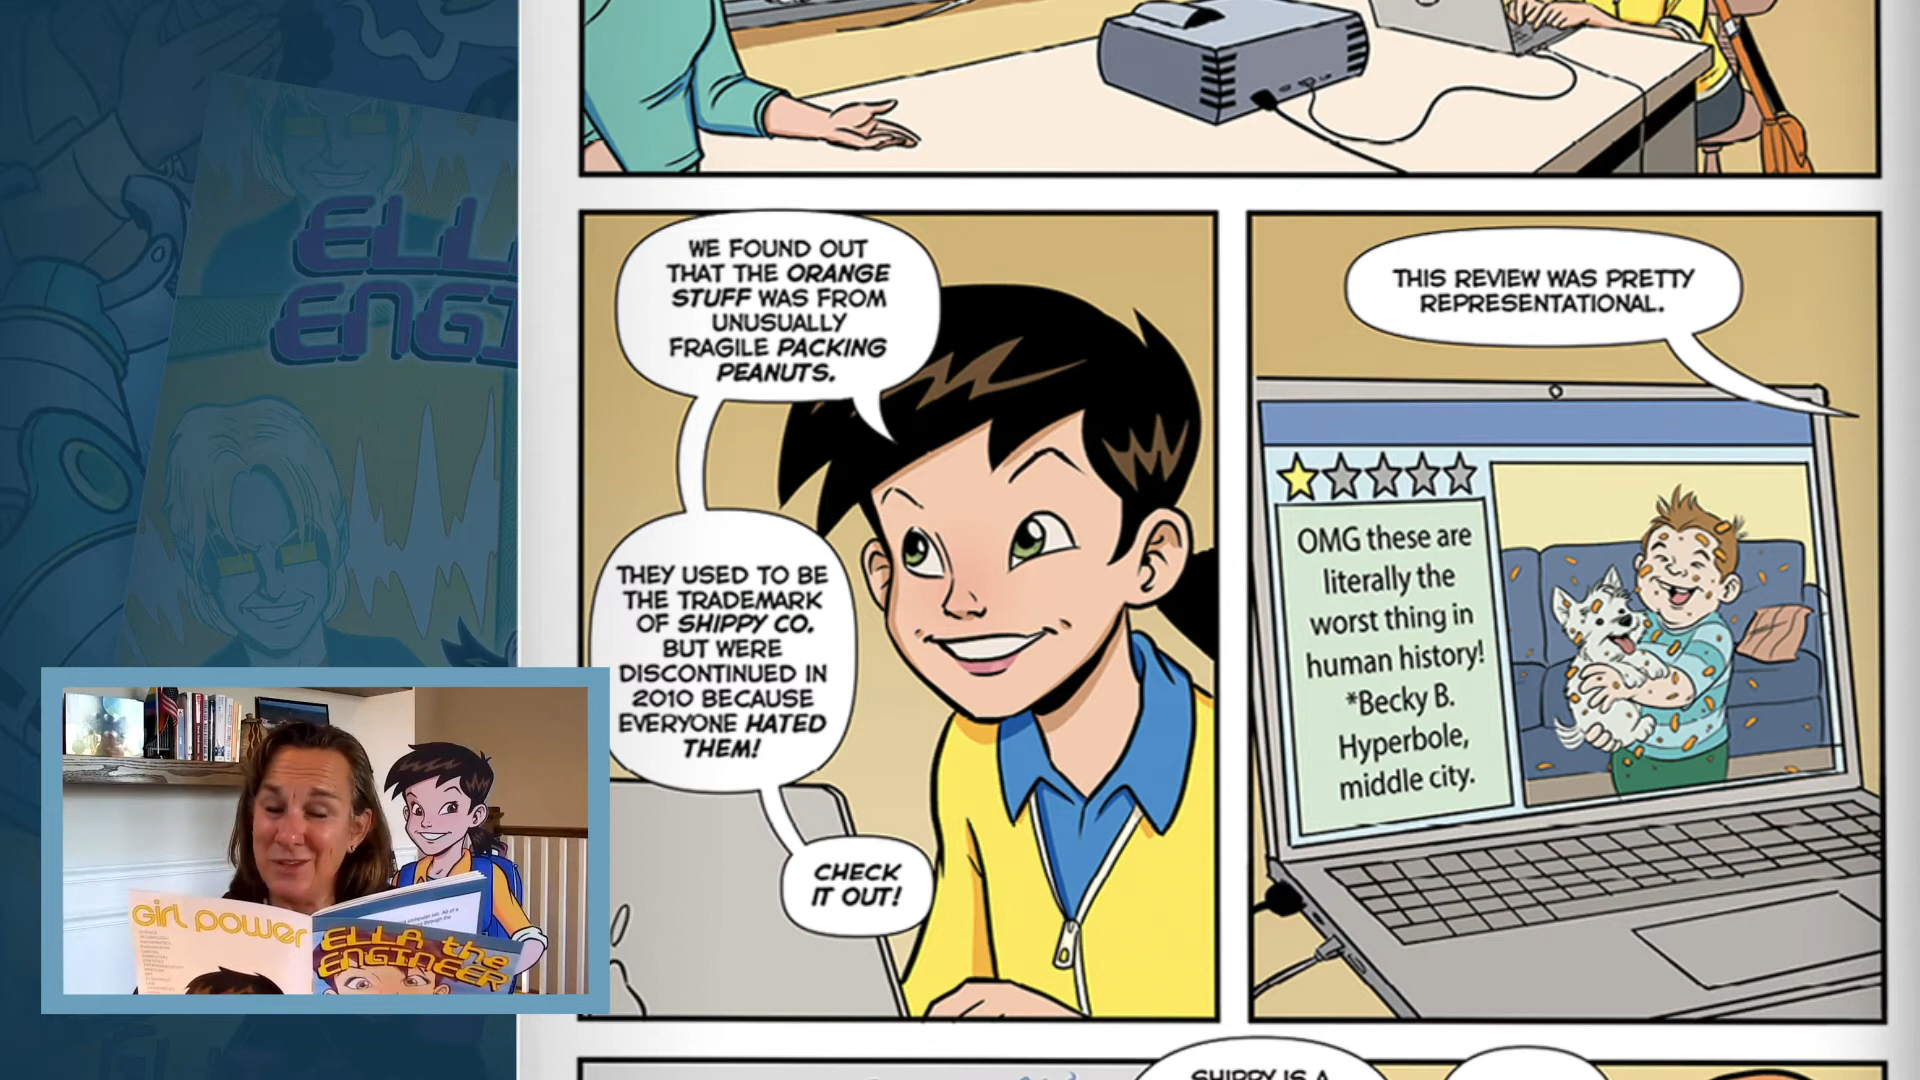 ELL
ENGI
WE FOUND OUT
THAT THE ORANGE
STUFF WAS FROM
UNUSUALLY
FRAGILE PACKING
PEANUTS.
THEY USED TO BE
THE TRADEMARK
OF SHIPPY CO.
BUT WERE
DISCONTINUED IN
2010 BECAUSE
EVERYONE HATED
THEM!
CHECK
IT OUT!
THIS REVIEW WAS PRETTY
REPRESENTATIONAL.
OMG these are
literally the
worst thing in
human history!
*Becky B.
Hyperbole,
middle city.
GIRL POWER
ELLA the
ENGINEER
SHIPPY IS A